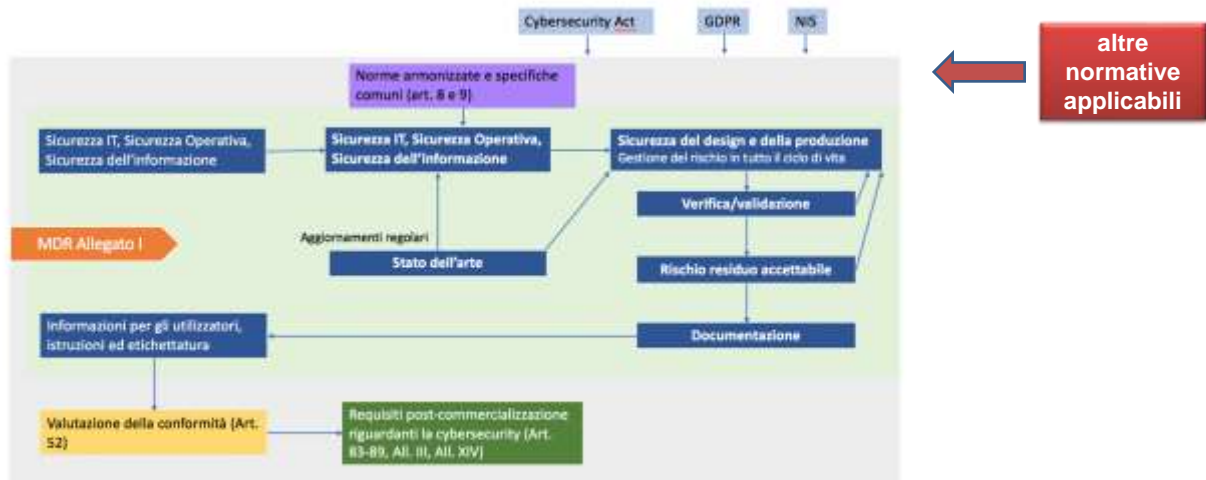 Cybersecurity Act
GDPR
NIS
altre
normative
applicabili
Norme armonizzate e specifiche
comuni (art. 8 e 9)
Sicurezza IT, Sicurezza Operativa,
Sicurezza dell'informazione
Sicurezza IT, Sicurezza Operativa,
Sicurezza dell'informazione
Sicurezza del design e della produzione
Gestione del rischio in tutto il ciclo di vita
Verifica/validazione
MDR Allegato I
Aggiornamenti regolari
Stato dell'arte
Rischio residuo accettabile
Informazioni per gli utilizzatori,
istruzioni ed etichettatura
Documentazione
Valutazione della conformità (Art.
52)
Requisiti post-commercializzazione
riguardanti la cybersecurity (Art.
83-89, All. III, All. XIV)